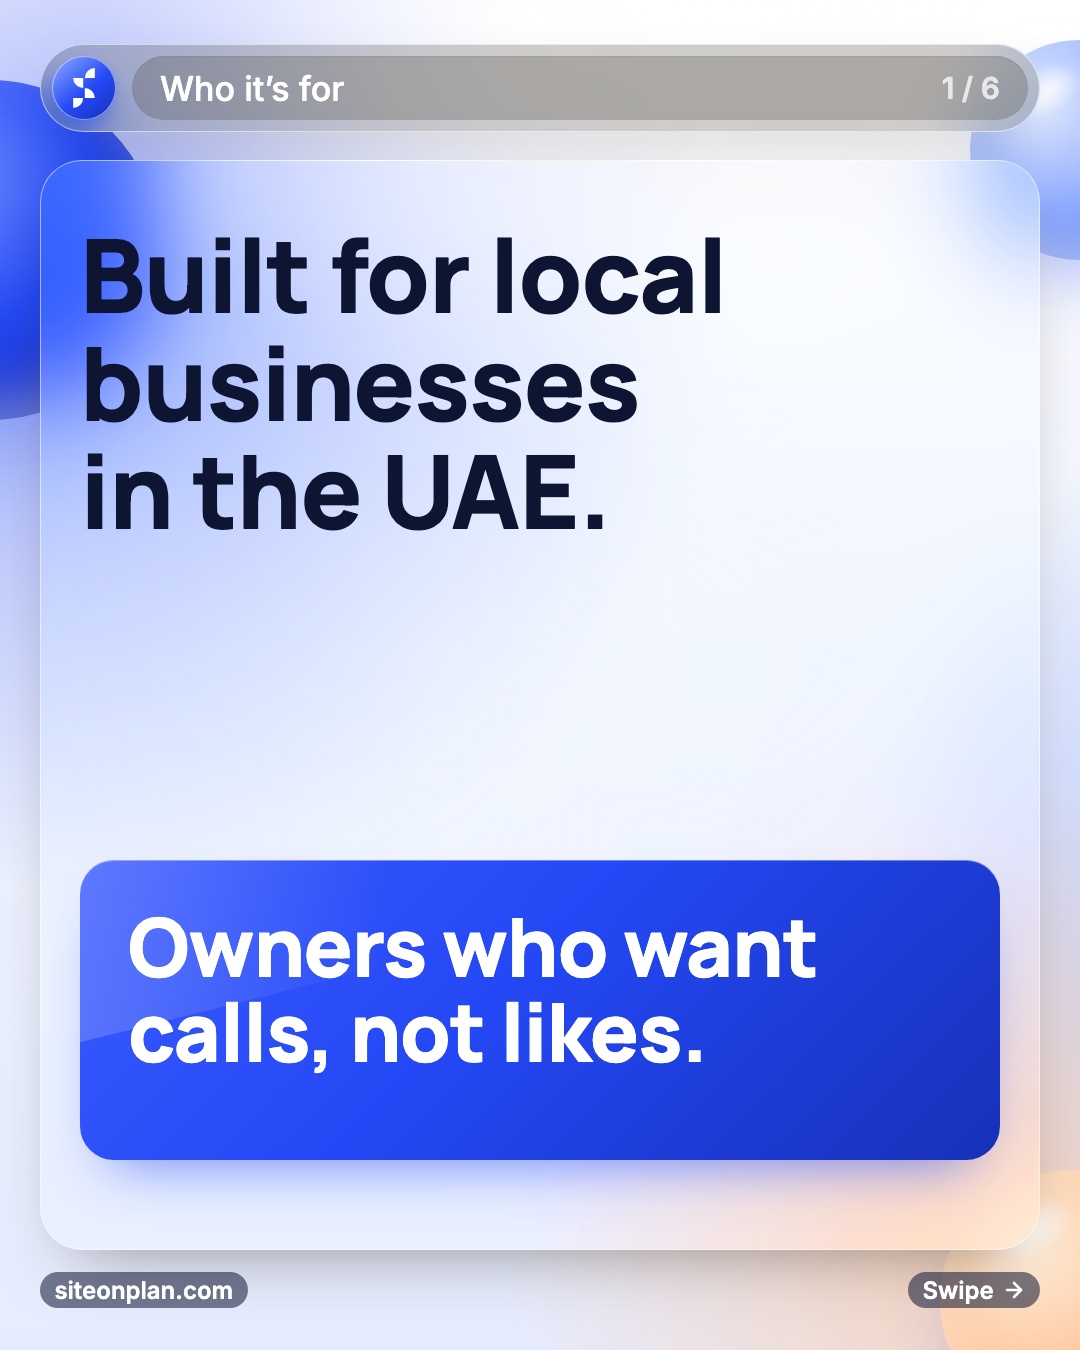 Who it’s for
1 / 6
Built for local
businesses
in the UAE.
Owners who want
calls, not likes.
siteonplan.com
Swipe →